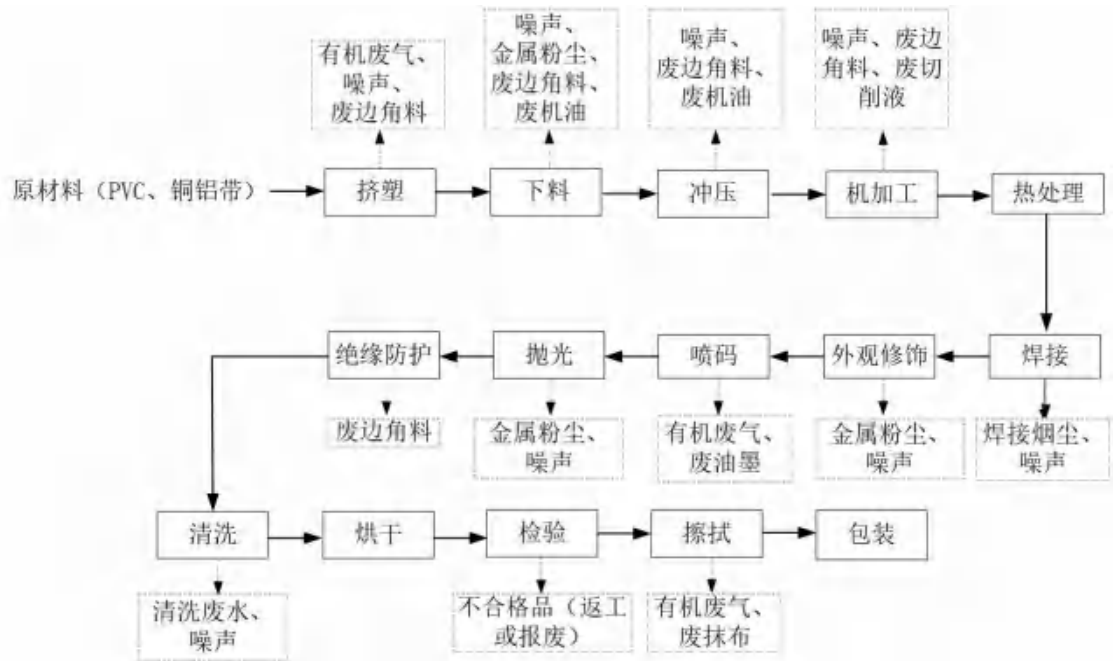 有机废气、
噪声、
废边角料
噪声、
金属粉尘、
废边角料、
废机油
噪声、
废边角料、
废机油
噪声、废边
角料、废切
削液
原材料（PVC、铜铝带）
挤塑
下料
冲压
机加工
热处理
绝缘防护
抛光
喷码
外观修饰
焊接
废边角料
金属粉尘、
噪声
有机废气、
废油墨
金属粉尘、
噪声
焊接烟尘、
噪声
清洗
烘干
检验
擦拭
包装
清洗废水、
噪声
不合格品（返工
或报废）
有机废气、
废抹布